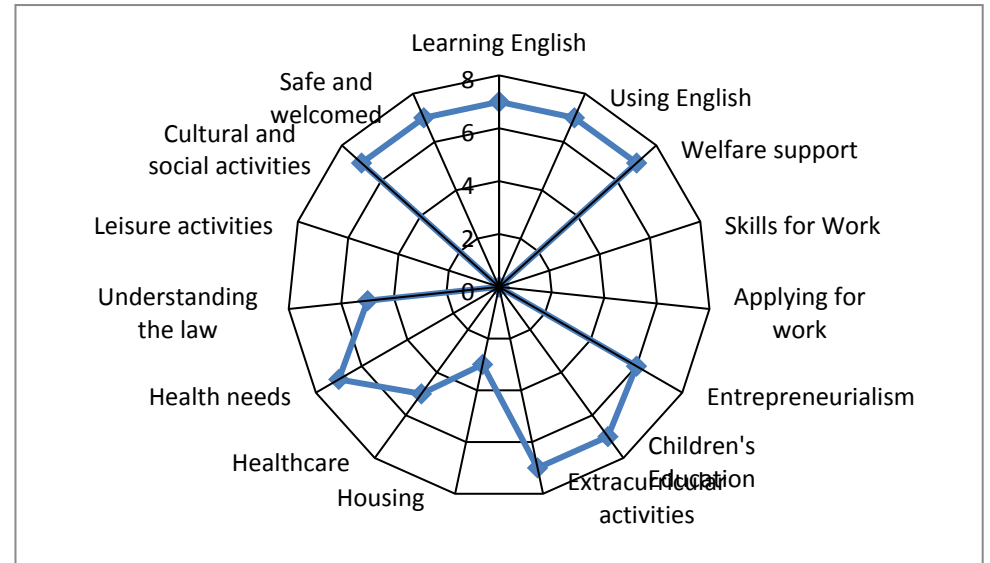 Learning English
Safe and
welcomed
8
Using English
Cultural and
social activities
6
Welfare support
4
Leisure activities
2
Skills for Work
Understanding
the law
0
Applying for
work
Health needs
Entrepreneurialism
Healthcare
Children's
Education
Housing
Extracurricular
activities